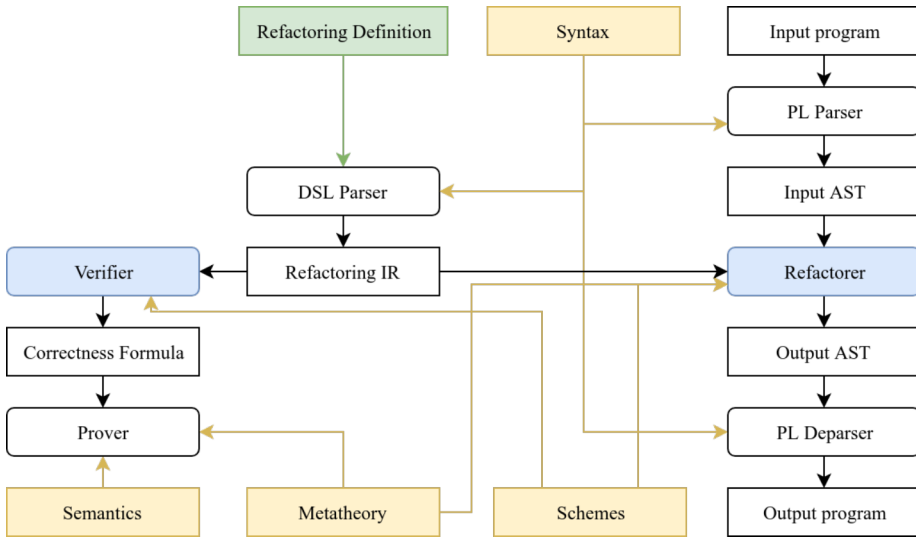 Refactoring Definition
Syntax
Input program
PL Parser
DSL Parser
Input AST
Verifier
Refactoring IR
Refactorer
Correctness Formula
Output AST
Prover
PL Deparser
Semantics
Metatheory
Schemes
Output program